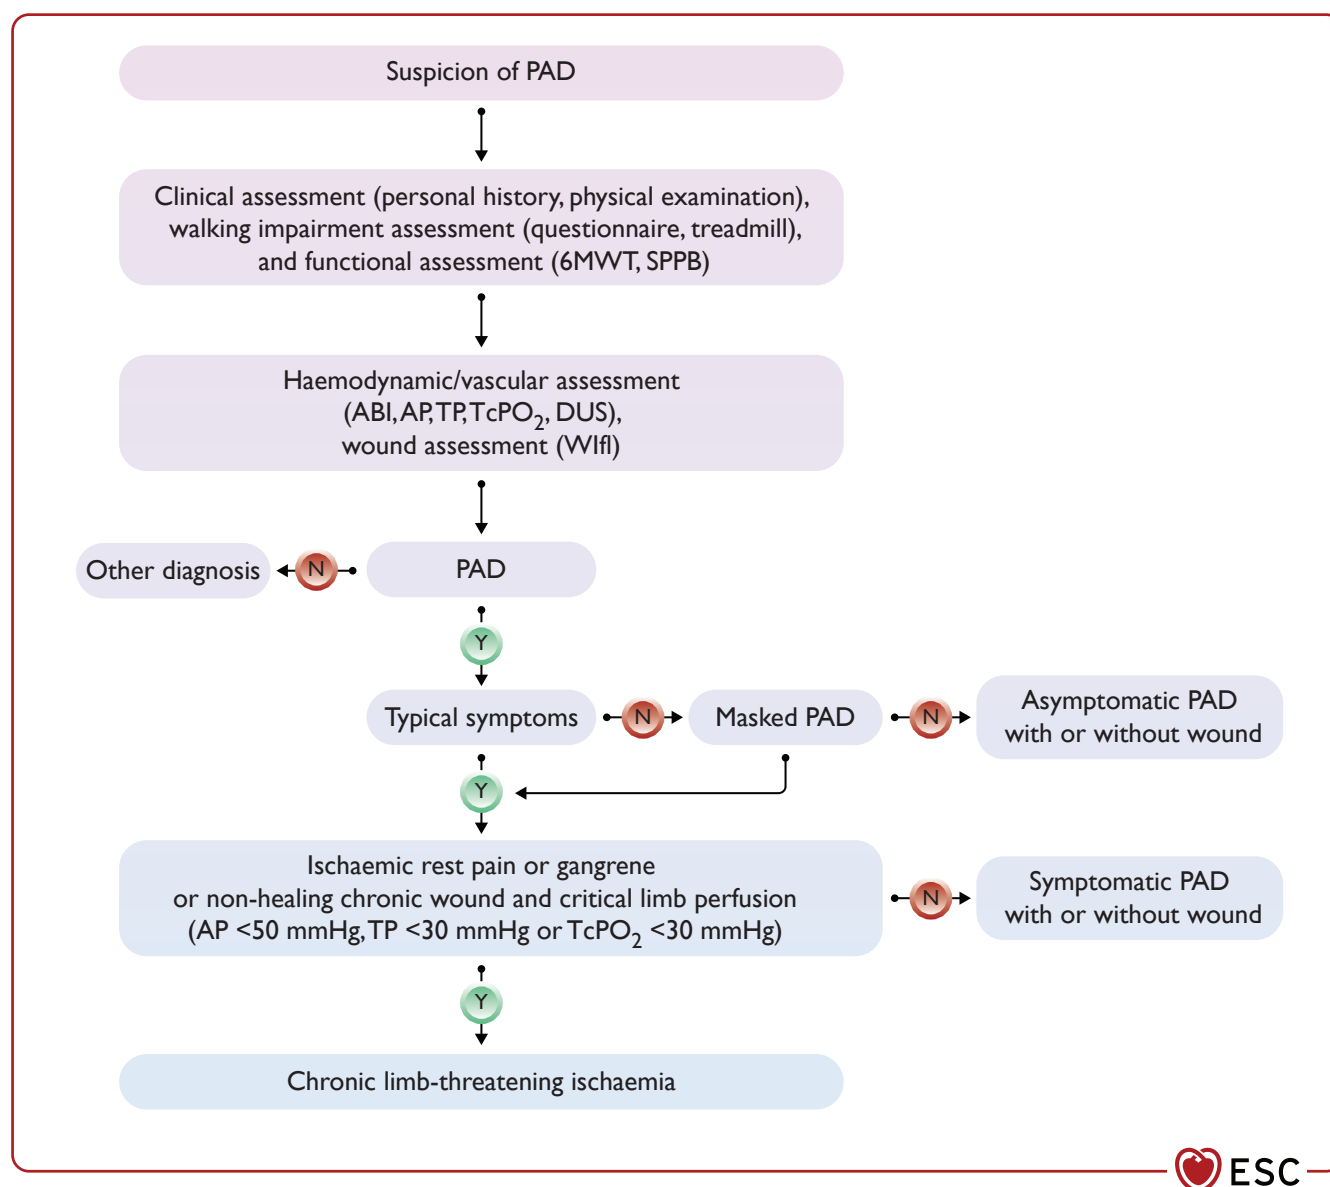 Suspicion of PAD
Clinical assessment (personal history, physical examination),
walking impairment assessment (questionnaire, treadmill),
and functional assessment (6MWT, SPPB)
Haemodynamic/vascular assessment
(ABI, AP, TP, TcPO2, DUS),
wound assessment (WIfI)
Other diagnosis
N
PAD
Y
Typical symptoms
N
Masked PAD
N
Asymptomatic PAD
with or without wound
Y
Ischaemic rest pain or gangrene
or non-healing chronic wound and critical limb perfusion
(AP <50 mmHg, TP <30 mmHg or TcPO2 <30 mmHg)
N
Symptomatic PAD
with or without wound
Y
Chronic limb-threatening ischaemia
ESC